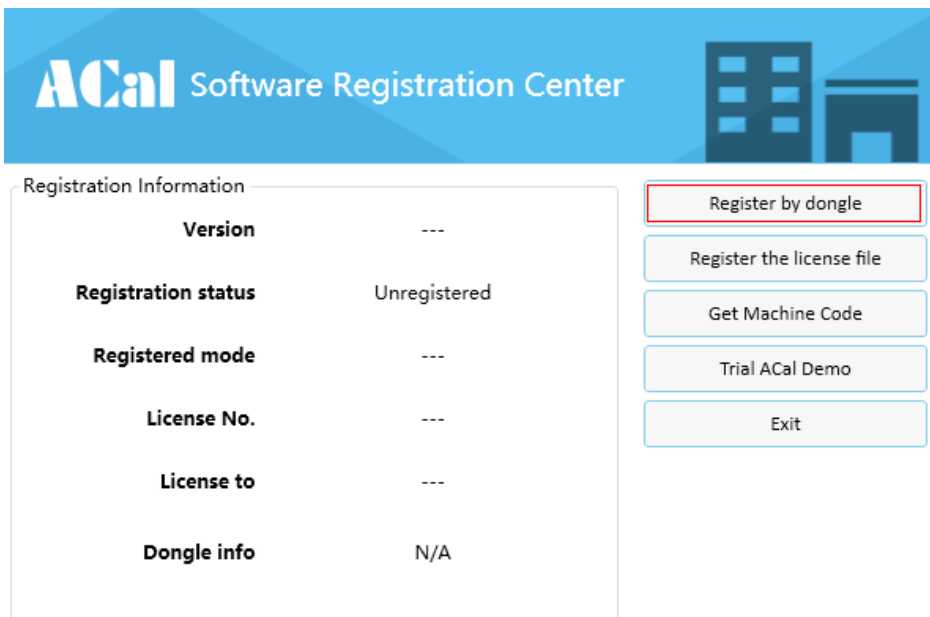 ACal Software Registration Center
Registration Information
Version ---
Registration status Unregistered
Registered mode ---
License No. ---
License to ---
Dongle info N/A
Register by dongle
Register the license file
Get Machine Code
Trial ACal Demo
Exit